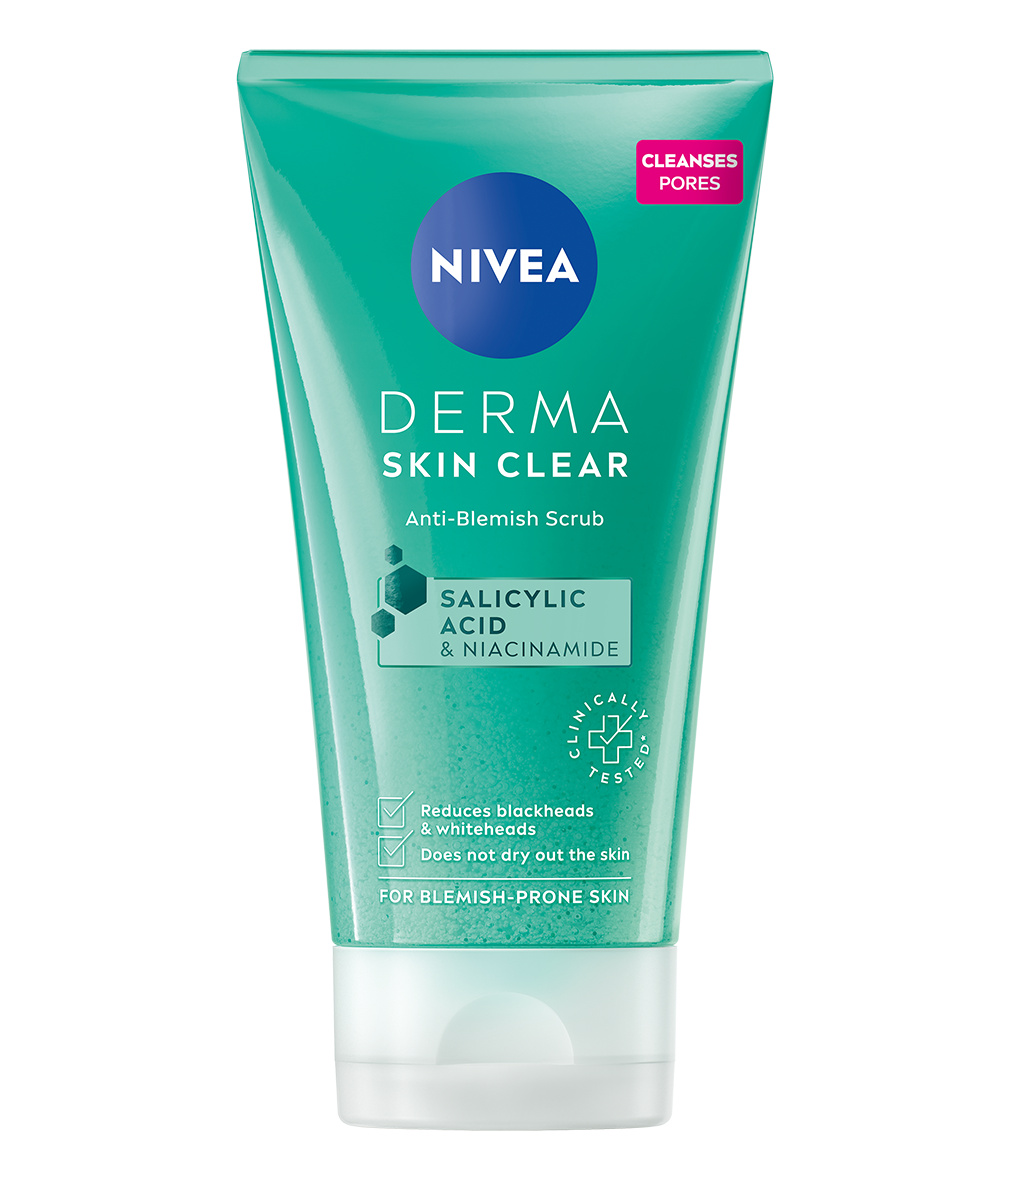 CLEANSES
PORES
NIVEA
DERMA
SKIN CLEAR
Anti-Blemish Scrub
SALICYLIC
ACID
& NIACINAMIDE
CLINICALLY
TESTED*
Reduces blackheads
& whiteheads
Does not dry out the skin
FOR BLEMISH-PRONE SKIN